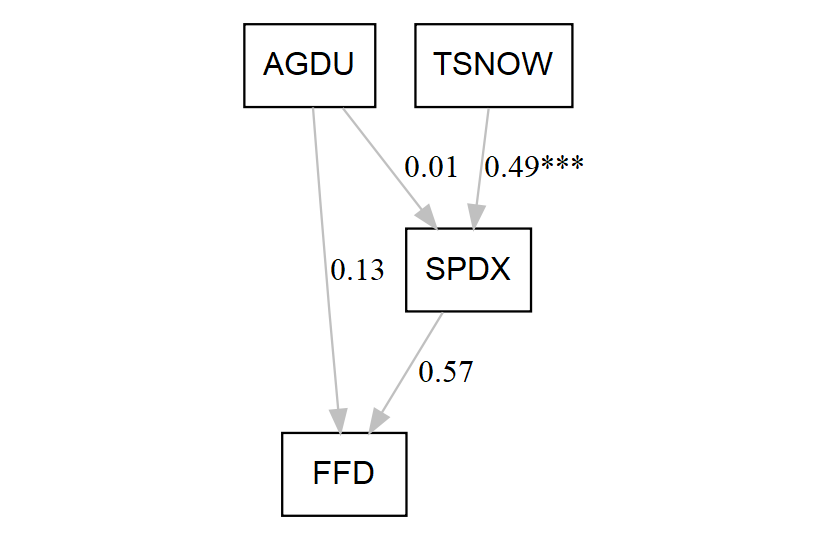 AGDU TSNOW
0.01 0.49***
SPDX
0.13
0.57
FFD